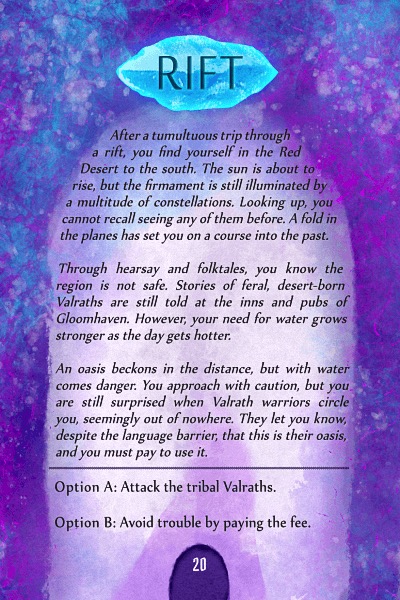 RIFT
After a tumultuous trip through
a rift, you find yourself in the Red
Desert to the south. The sun is about to
rise, but the firmament is still illuminated by
a multitude of constellations. Looking up, you
cannot recall seeing any of them before. A fold in
the planes has set you on a course into the past.
Through hearsay and folktales, you know the
region is not safe. Stories of feral, desert-born
Valraths are still told at the inns and pubs of
Gloomhaven. However, your need for water grows
stronger as the day gets hotter.
An oasis beckons in the distance, but with water
comes danger. You approach with caution, but you
are still surprised when Valrath warriors circle
you, seemingly out of nowhere. They let you know,
despite the language barrier, that this is their oasis,
and you must pay to use it.
Option A: Attack the tribal Valraths.
Option B: Avoid trouble by paying the fee.
20